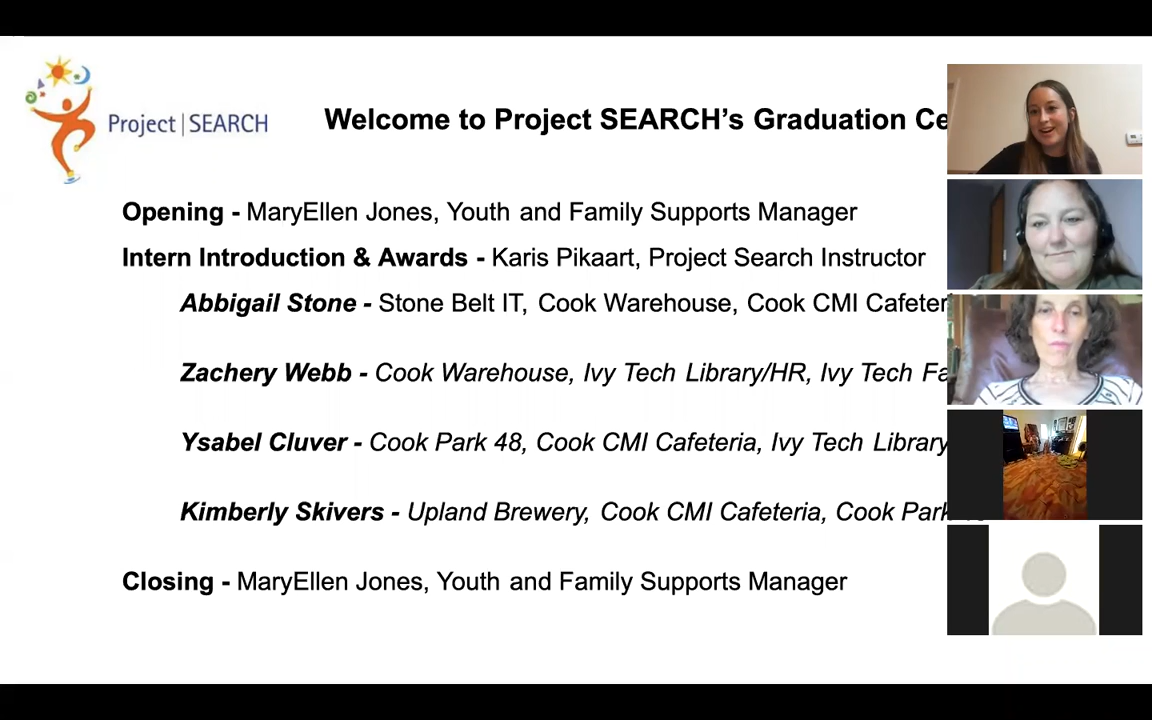 Project | SEARCH
Welcome to Project SEARCH's Graduation Ce
Opening - MaryEllen Jones, Youth and Family Supports Manager
Intern Introduction & Awards - Karis Pikaart, Project Search Instructor
Abbigail Stone - Stone Belt IT, Cook Warehouse, Cook CMI Cafeter
Zachery Webb - Cook Warehouse, Ivy Tech Library/HR, Ivy Tech Fa
Ysabel Cluver - Cook Park 48, Cook CMI Cafeteria, Ivy Tech Library
Kimberly Skivers - Upland Brewery, Cook CMI Cafeteria, Cook Park
Closing - MaryEllen Jones, Youth and Family Supports Manager